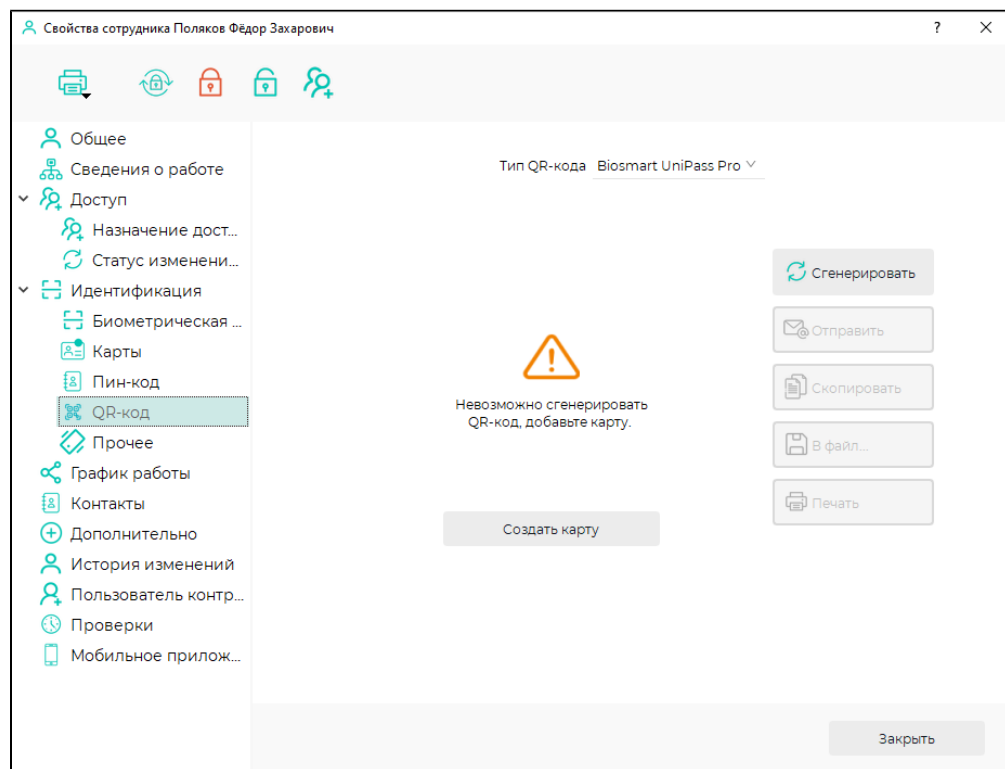 Свойства сотрудника Поляков Фёдор Захарович
?
Общее
Сведения о работе
Доступ
Назначение дост...
Статус изменени...
Идентификация
Биометрическая ...
Карты
Пин-код
QR-код
Прочее
График работы
Контакты
Дополнительно
История изменений
Пользователь контр...
Проверки
Мобильное прилож...
Тип QR-кода Biosmart UniPass Pro
Невозможно сгенерировать
QR-код, добавьте карту.
Создать карту
Сгенерировать
Отправить
Скопировать
В файл...
Печать
Закрыть